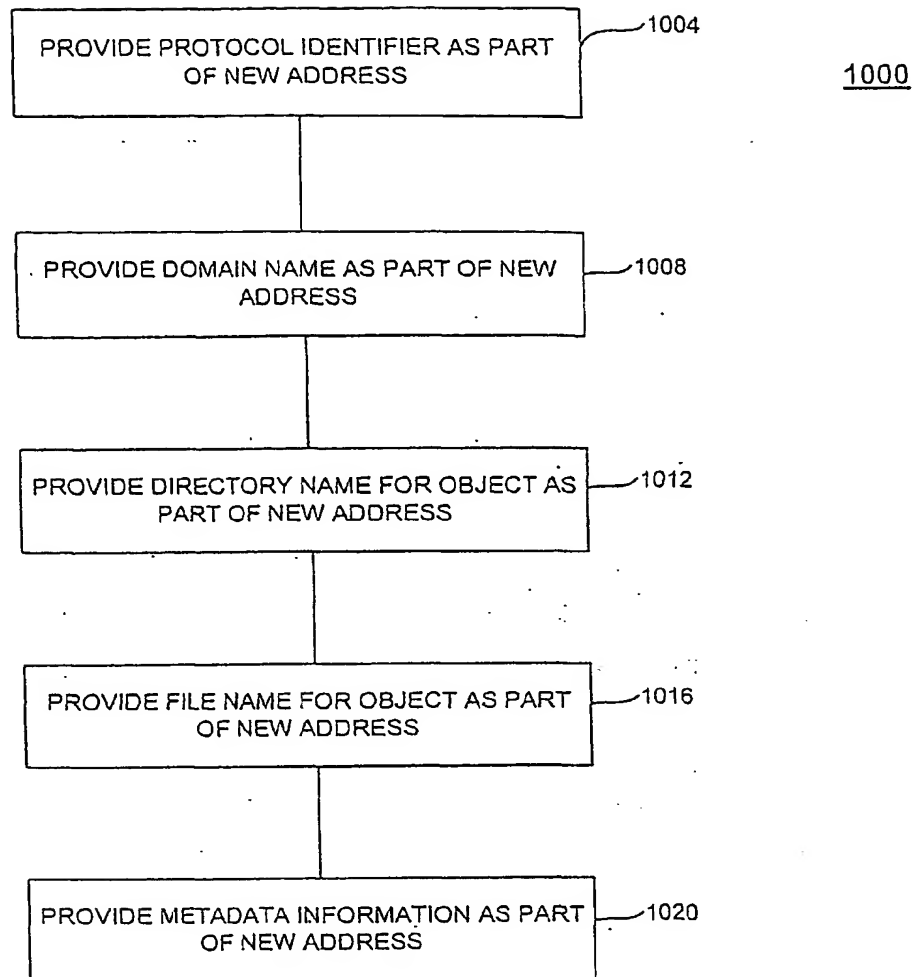 PROVIDE PROTOCOL IDENTIFIER AS PART
OF NEW ADDRESS
1004
1000
PROVIDE DOMAIN NAME AS PART OF NEW
ADDRESS
1008
PROVIDE DIRECTORY NAME FOR OBJECT AS
PART OF NEW ADDRESS
1012
PROVIDE FILE NAME FOR OBJECT AS PART
OF NEW ADDRESS
1016
PROVIDE METADATA INFORMATION AS PART
OF NEW ADDRESS
1020